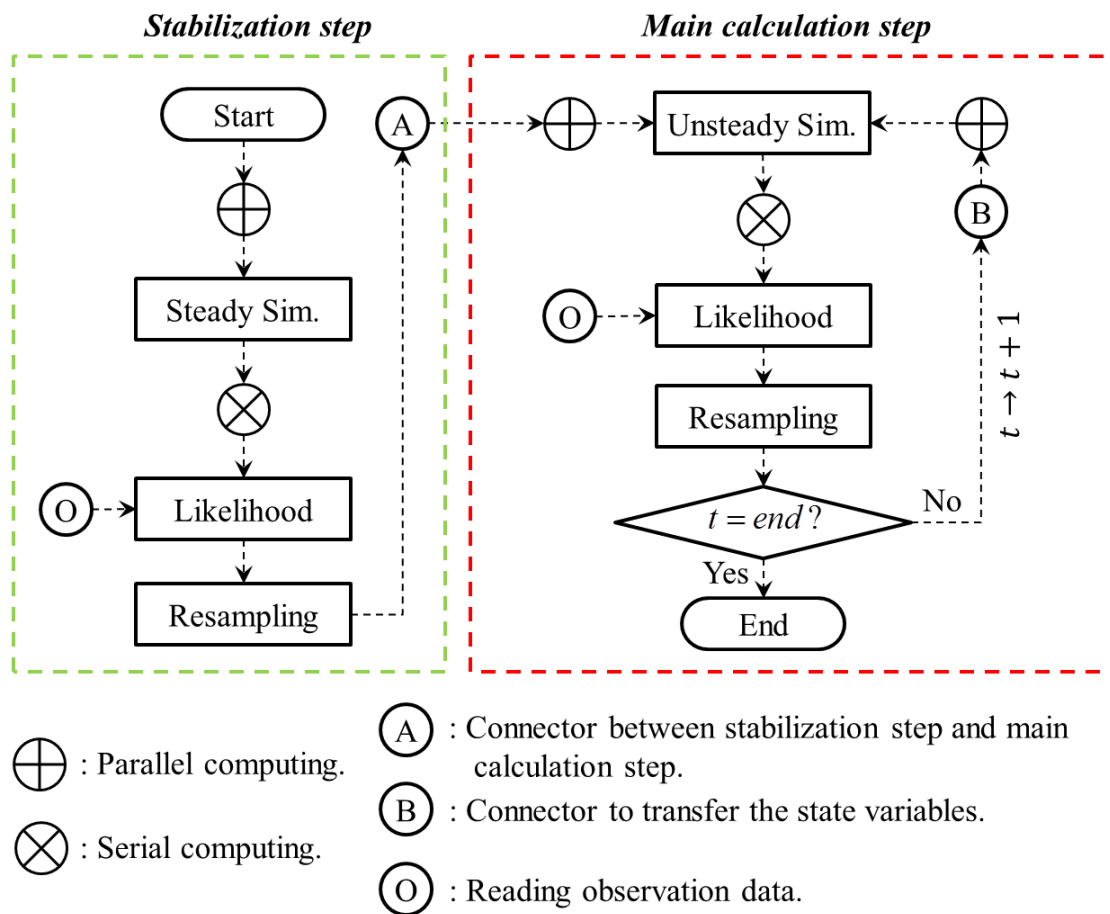 Stabilization step
Main calculation step
Start
A
Unsteady Sim.
B
Steady Sim.
O
Likelihood
t → t + 1
Resampling
O
Likelihood
t = end ?
No
Yes
Resampling
End
: Parallel computing.
: Serial computing.
A : Connector between stabilization step and main
calculation step.
B : Connector to transfer the state variables.
O : Reading observation data.